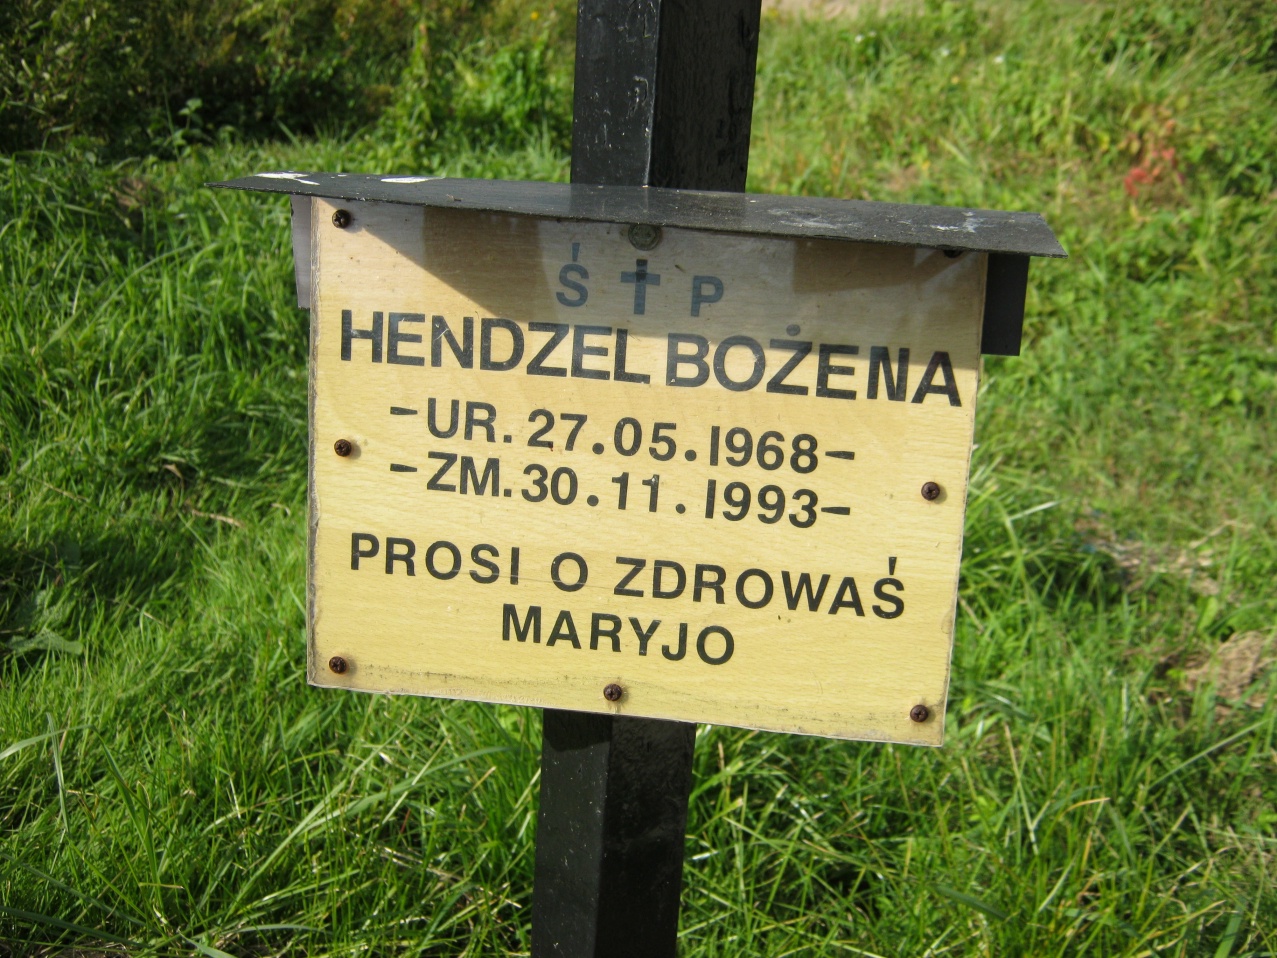 Ś ✝ P
HENDZEL BOŻENA
-UR. 27.05.1968-
-ZM.30.11.1993-
PROSI O ZDROWAŚ
MARYJO